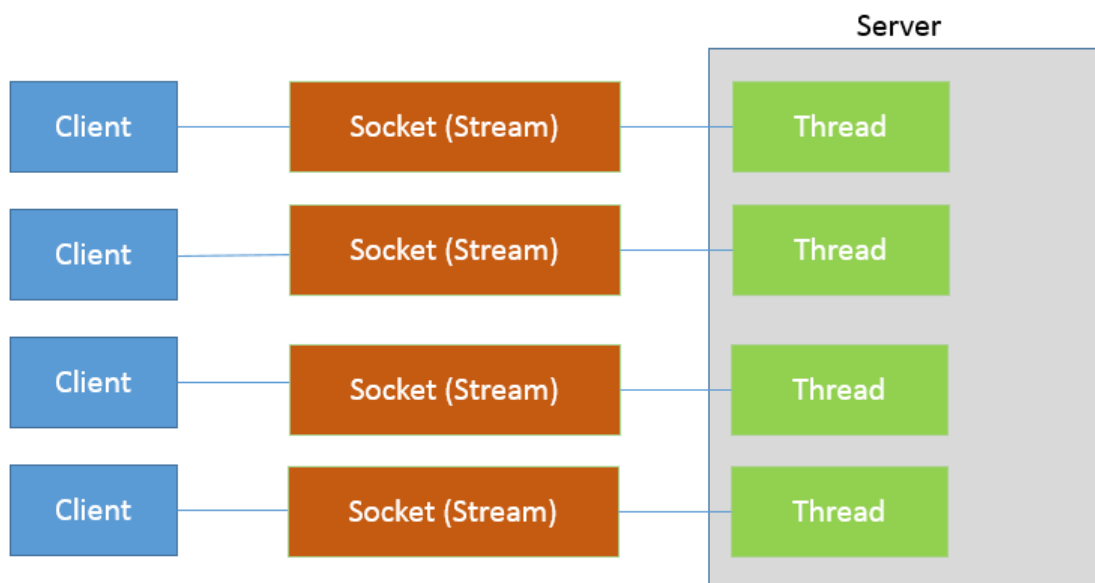 Server
Client
Socket (Stream)
Thread
Client
Socket (Stream)
Thread
Client
Socket (Stream)
Thread
Client
Socket (Stream)
Thread